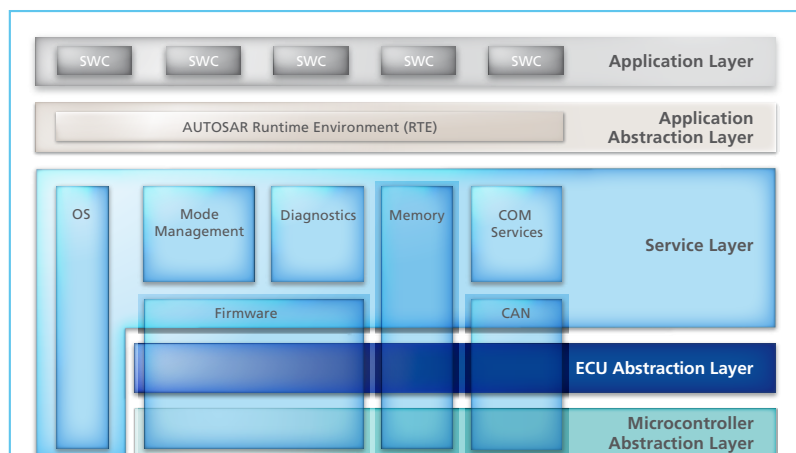 SWC SWC SWC SWC SWC Application Layer
AUTOSAR Runtime Environment (RTE)
Application
Abstraction Layer
OS
Mode
Management
Diagnostics
Memory
COM
Services
Service Layer
Firmware
CAN
ECU Abstraction Layer
Microcontroller
Abstraction Layer